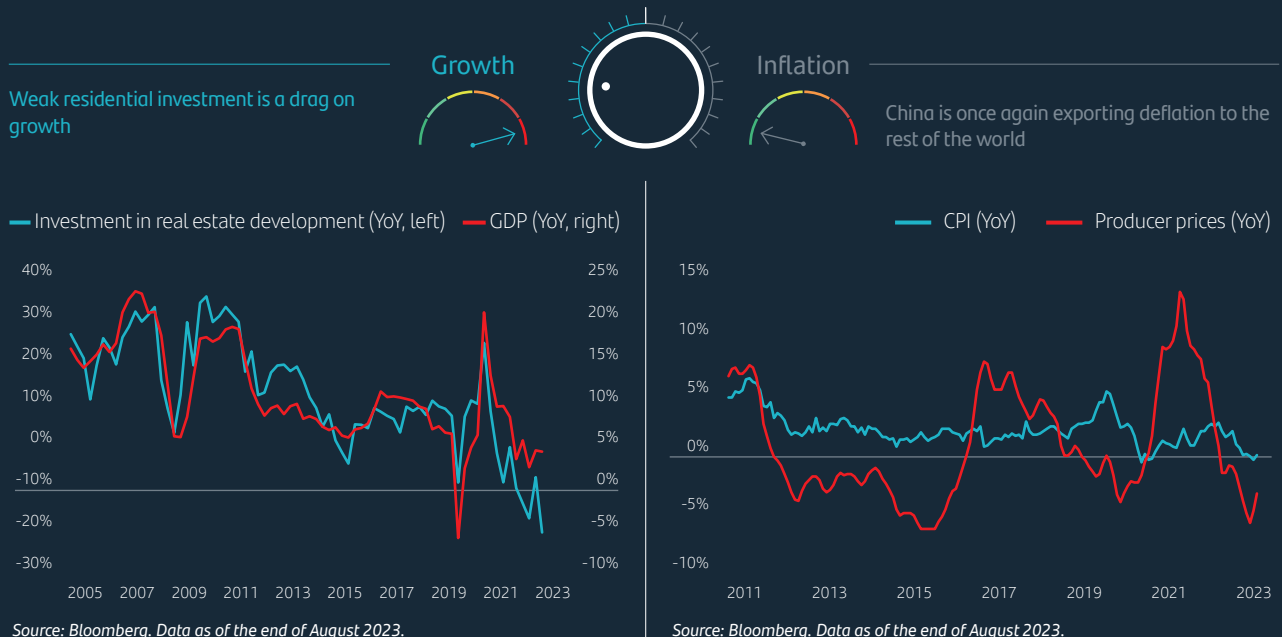 Growth
Inflation
Weak residential investment is a drag on
growth
China is once again exporting deflation to the
rest of the world
Investment in real estate development (YoY, left)
GDP (YoY, right)
40%
30%
20%
10%
0%
-10%
-20%
-30%
25%
20%
15%
10%
5%
0%
-5%
-10%
2005 2007 2009 2011 2013 2015 2017 2019 2021 2023
Source: Bloomberg. Data as of the end of August 2023.
CPI (YoY)
Producer prices (YoY)
15%
10%
5%
0%
-5%
-10%
2011 2013 2015 2017 2019 2021 2023
Source: Bloomberg. Data as of the end of August 2023.